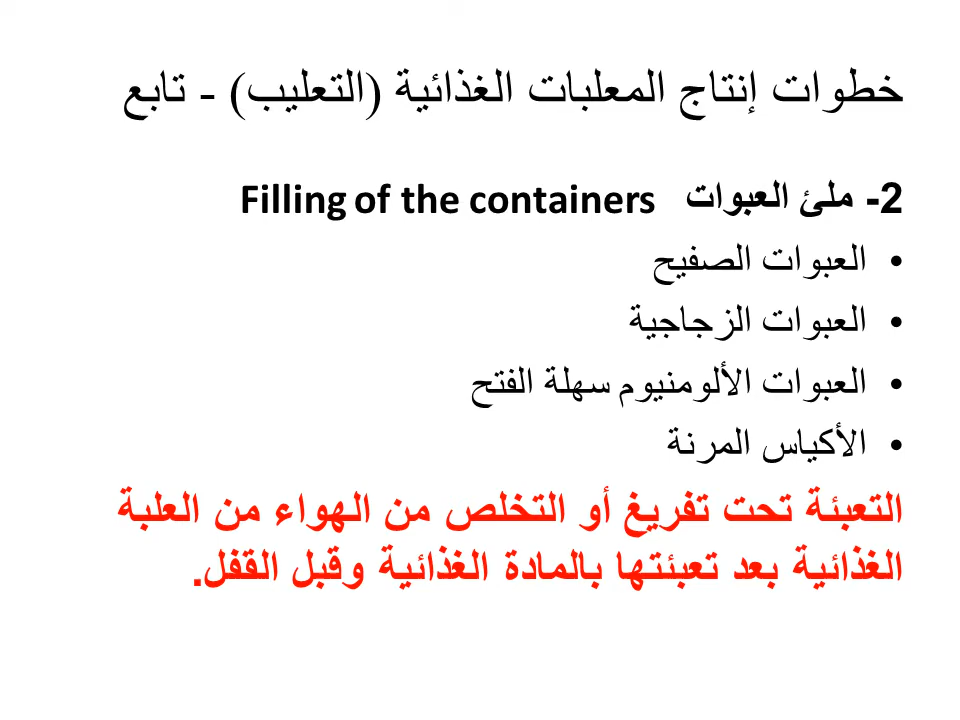 خطوات إنتاج المعلبات الغذائية (التعليب) - تابع
2- ملئ العبوات Filling of the containers
• العبوات الصفيح
• العبوات الزجاجية
• العبوات الألومنيوم سهلة الفتح
• الأكياس المرنة
التعبئة تحت تفريغ أو التخلص من الهواء من العلبة
الغذائية بعد تعبئتها بالمادة الغذائية وقبل القفل.